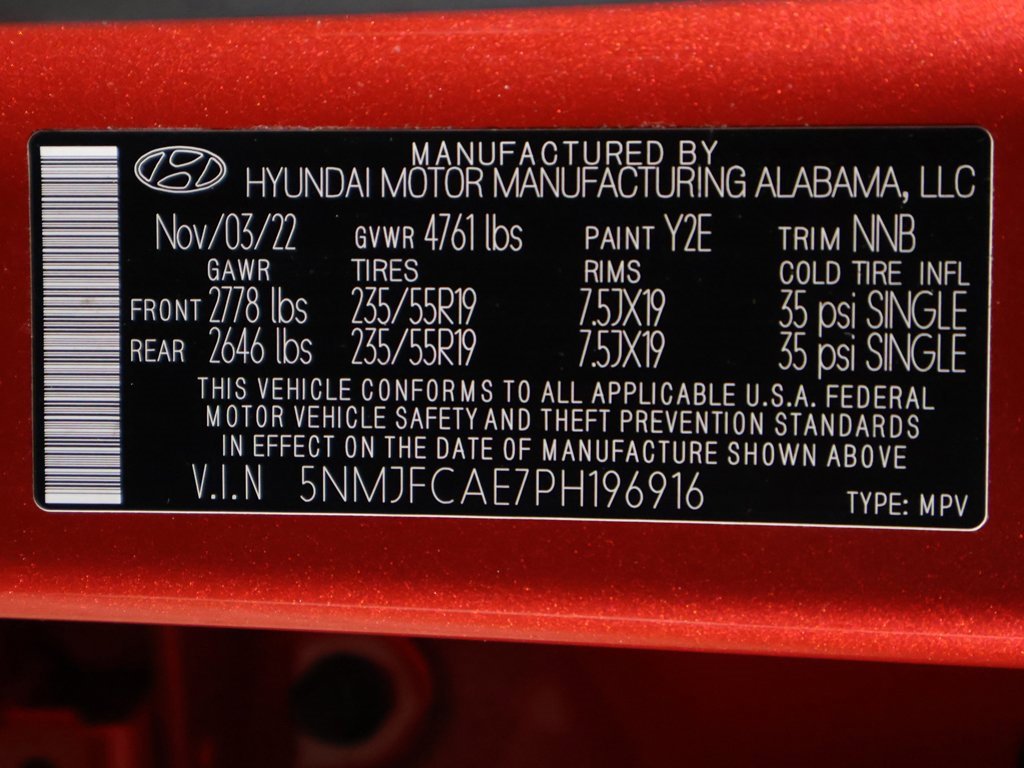 MANUFACTURED BY
HYUNDAI MOTOR MANUFACTURING ALABAMA, LLC
Nov/03/22 GVWR 4761 lbs PAINT Y2E TRIM NNB
GAWR TIRES RIMS COLD TIRE INFL
FRONT 2778 lbs 235/55R19 7.5JX19 35 psi SINGLE
REAR 2646 lbs 235/55R19 7.5JX19 35 psi SINGLE
THIS VEHICLE CONFORMS TO ALL APPLICABLE U.S.A. FEDERAL
MOTOR VEHICLE SAFETY AND THEFT PREVENTION STANDARDS
IN EFFECT ON THE DATE OF MANUFACTURE SHOWN ABOVE
V.I.N 5NMJFCAE7PH196916 TYPE: MPV